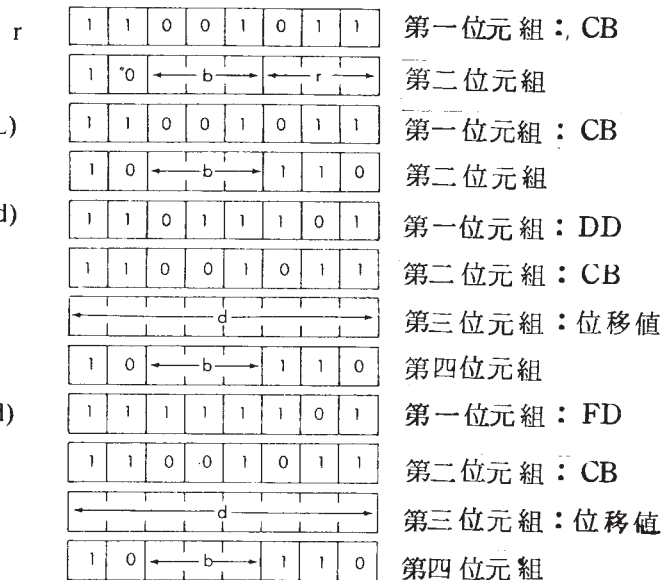 r 1 1 0 0 1 0 1 1 第一位元組：CB
1 0 b r 第二位元組
L) 1 1 0 0 1 0 1 1 第一位元組：CB
1 0 b 1 1 0 第二位元組
d) 1 1 0 1 1 1 0 1 第一位元組：DD
1 1 0 0 1 0 1 1 第二位元組：CB
d 第三位元組：位移値
1 0 b 1 1 0 第四位元組
d) 1 1 1 1 1 1 0 1 第一位元組：FD
1 1 0 0 1 0 1 1 第二位元組：CB
d 第三位元組：位移値
1 0 b 1 1 0 第四位元組